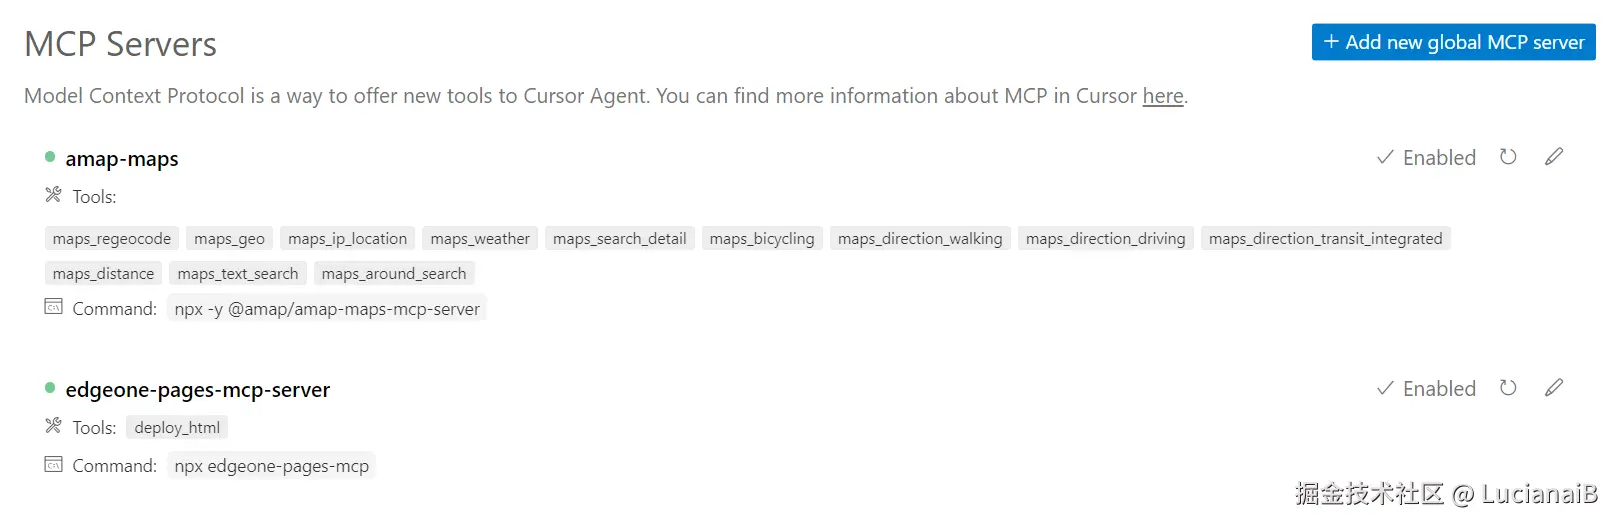 MCP Servers
+ Add new global MCP server
Model Context Protocol is a way to offer new tools to Cursor Agent. You can find more information about MCP in Cursor here.
amap-maps
Enabled
Tools:
maps_regeocode maps_geo maps_ip_location maps_weather maps_search_detail maps_bicycling maps_direction_walking maps_direction_driving maps_direction_transit_integrated
maps_distance maps_text_search maps_around_search
Command: npx -y @amap/amap-maps-mcp-server
edgeone-pages-mcp-server
Enabled
Tools: deploy_html
Command: npx edgeone-pages-mcp
掘金技术社区 @ LucianaiB